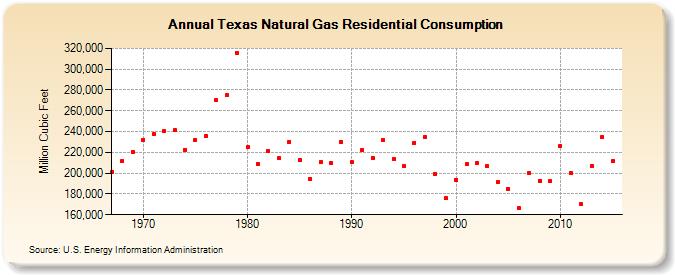 Annual Texas Natural Gas Residential Consumption
Million Cubic Feet
320,000
300,000
280,000
260,000
240,000
220,000
200,000
180,000
160,000
1970 1980 1990 2000 2010
Source: U.S. Energy Information Administration